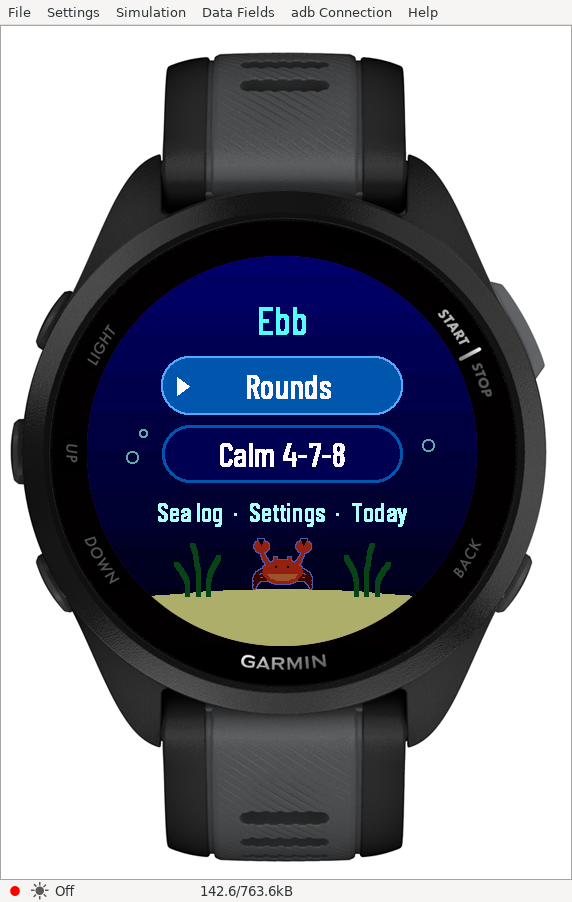 File Settings Simulation Data Fields adb Connection Help
Ebb
START
STOP
LIGHT
Rounds
UP
Calm 4-7-8
Sea log · Settings · Today
DOWN
BACK
GARMIN
Off 142.6/763.6kB